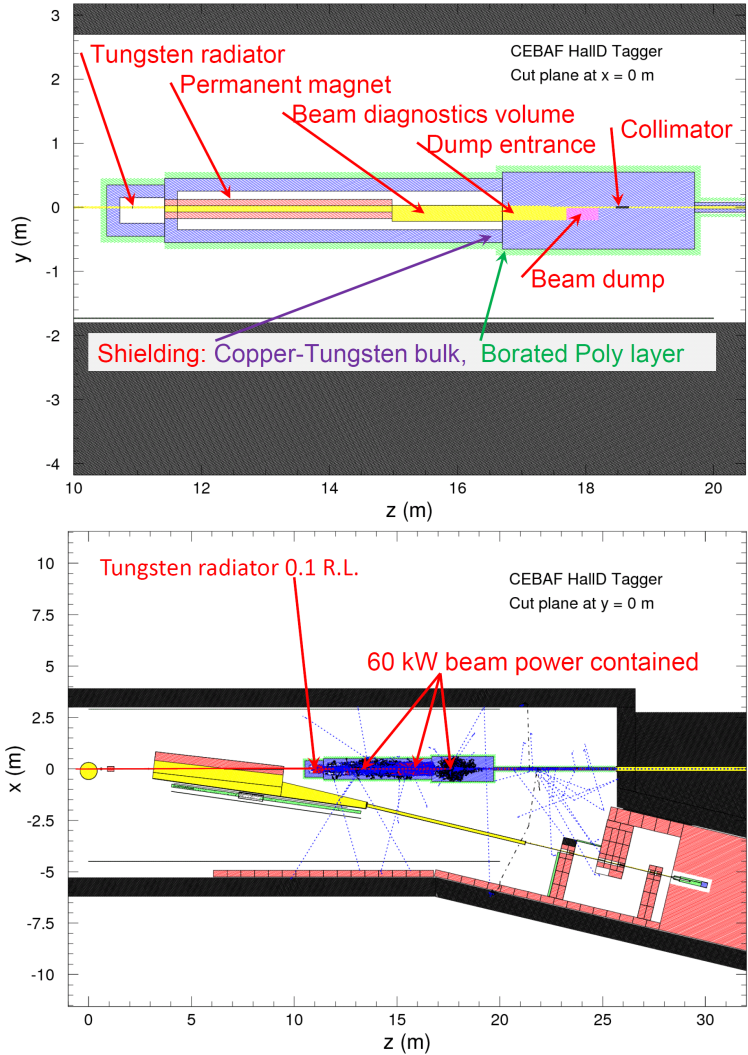 3
2
1
0
-1
-2
-3
-4
y (m)
CEBAF HallD Tagger
Cut plane at x = 0 m
Tungsten radiator
Permanent magnet
Beam diagnostics volume
Dump entrance
Collimator
Beam dump
Shielding: Copper-Tungsten bulk, Borated Poly layer
10 12 14 16 18 20
z (m)
10
7.5
5
2.5
0
-2.5
-5
-7.5
-10
x (m)
Tungsten radiator 0.1 R.L.
CEBAF HallD Tagger
Cut plane at y = 0 m
60 kW beam power contained
0 5 10 15 20 25 30
z (m)